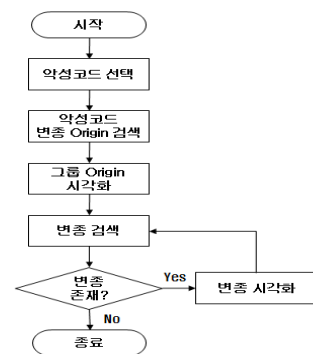 시작
악성코드 선택
악성코드
변종 Origin 검색
그룹 Origin
시각화
변종 검색
변종
존재?
Yes
변종 시각화
No
종료